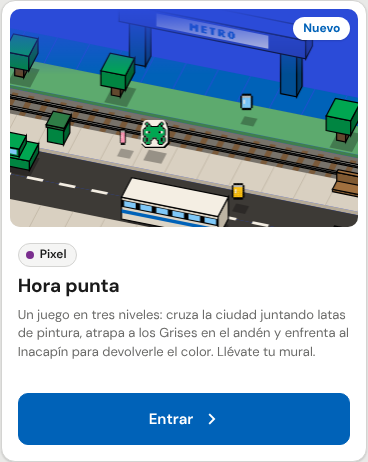 METRO
Nuevo
Pixel
Hora punta
Un juego en tres niveles: cruza la ciudad juntando latas
de pintura, atrapa a los Grises en el andén y enfrenta al
Inacapín para devolverle el color. Llévate tu mural.
Entrar